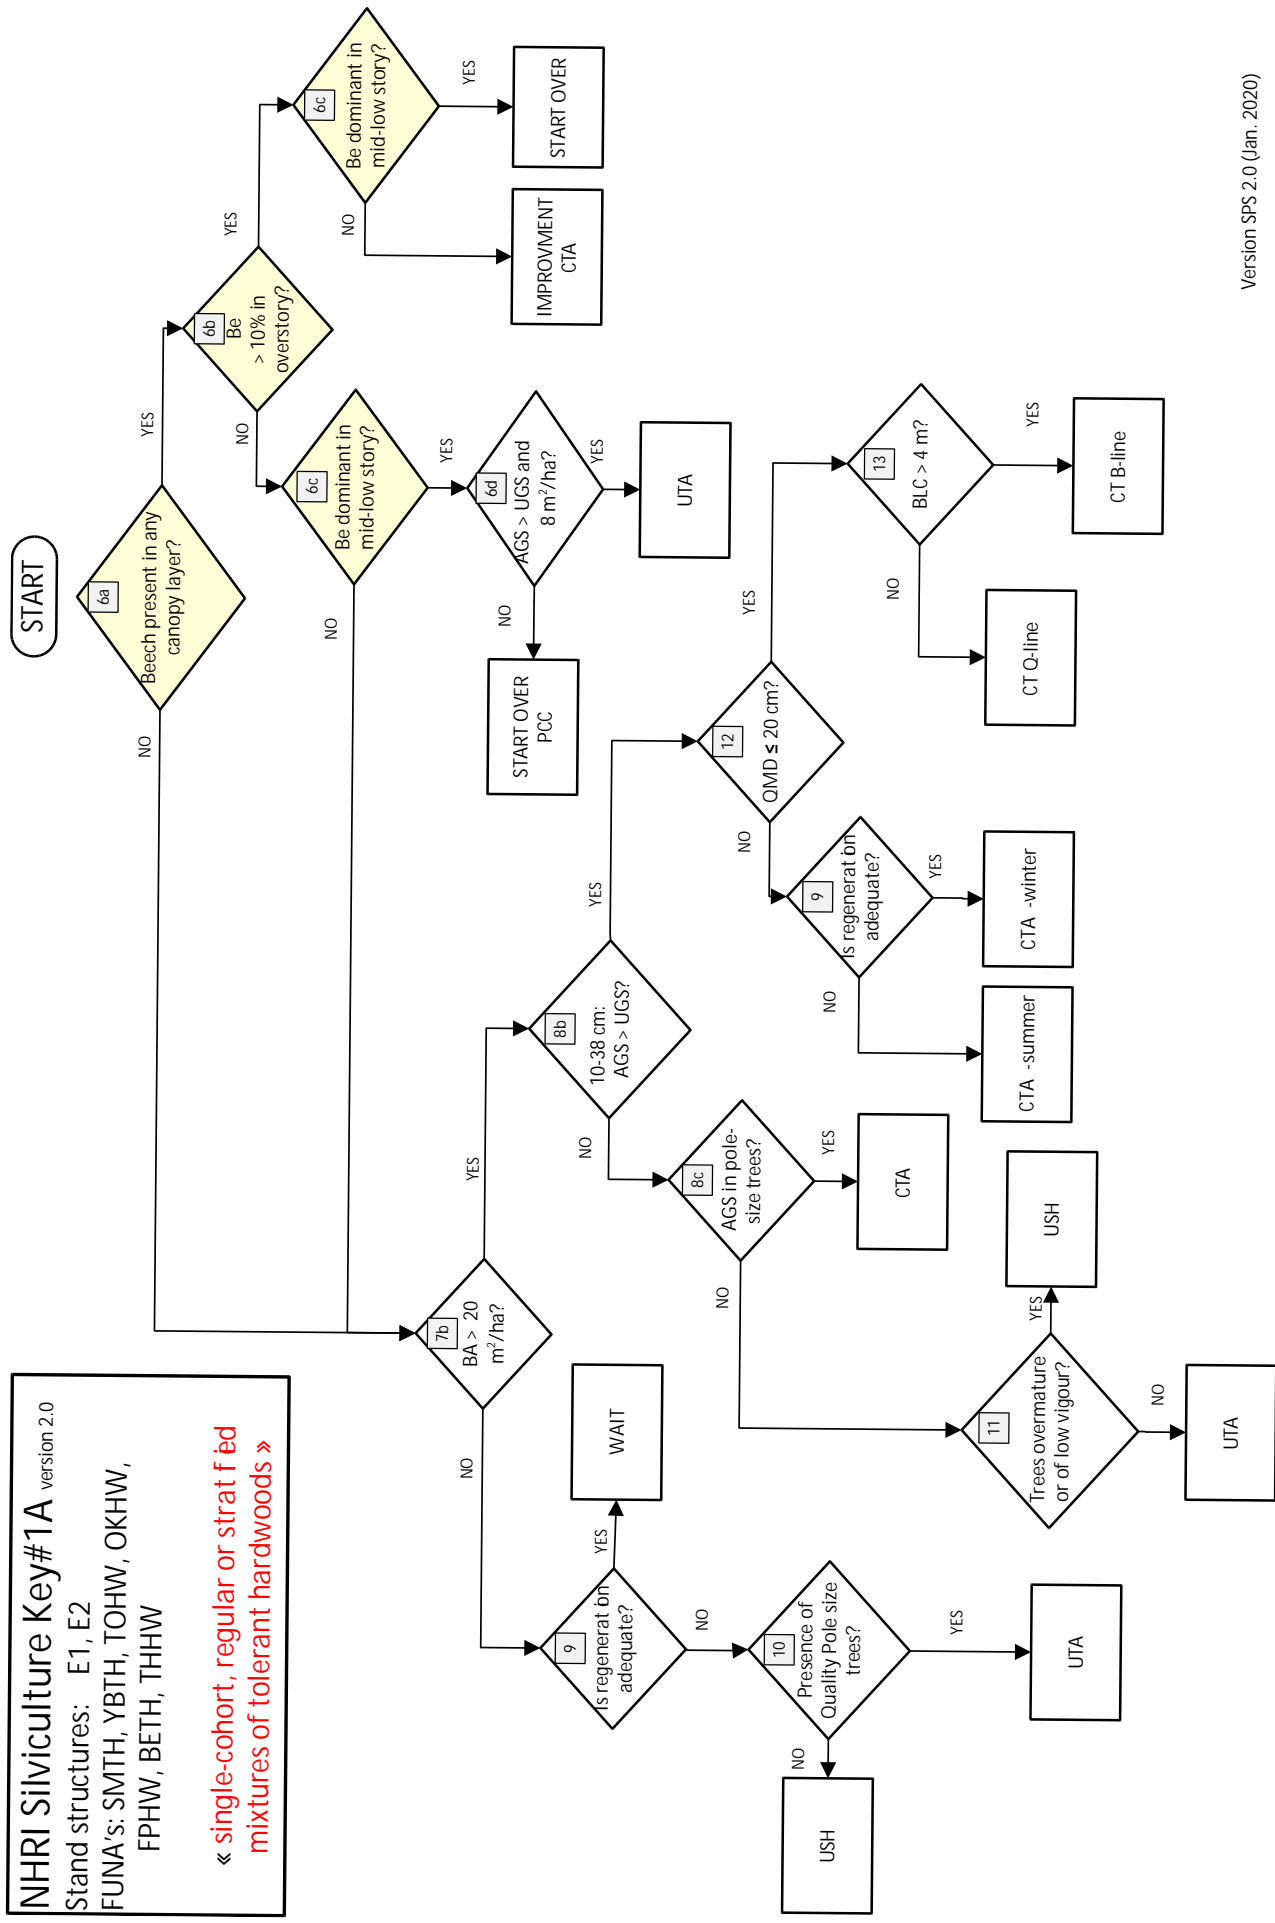 NHRI Silviculture Key#1A version 2.0
Stand structures: E1, E2
FUNA's: SMTH, YBTH, TOHW, OKHW,
FPHW, BETH, THHW
« single-cohort, regular or strat f ed
mixtures of tolerant hardwoods »
START
6a
Beech present in any
canopy layer?
NO
YES
6b
Be
> 10% in
overstory?
NO
YES
6c
Be dominant in
mid-low story?
NO
YES
IMPROVMENT
CTA
START OVER
6c
Be dominant in
mid-low story?
NO
YES
6d
AGS > UGS and
8 m²/ha?
NO
YES
START OVER
PCC
UTA
7b
BA > 20
m²/ha?
NO
YES
9
Is regenerat on
adequate?
YES
NO
WAIT
10
Presence of
Quality Pole size
trees?
NO
YES
USH
UTA
8b
10-38 cm:
AGS > UGS?
NO
YES
8c
AGS in pole-
size trees?
NO
YES
CTA
11
Trees overmature
or of low vigour?
YES
NO
USH
UTA
12
QMD ≤ 20 cm?
NO
YES
9
Is regenerat on
adequate?
NO
YES
CTA -summer
CTA -winter
13
BLC > 4 m?
NO
YES
CT Q-line
CT B-line
Version SPS 2.0 (Jan. 2020)